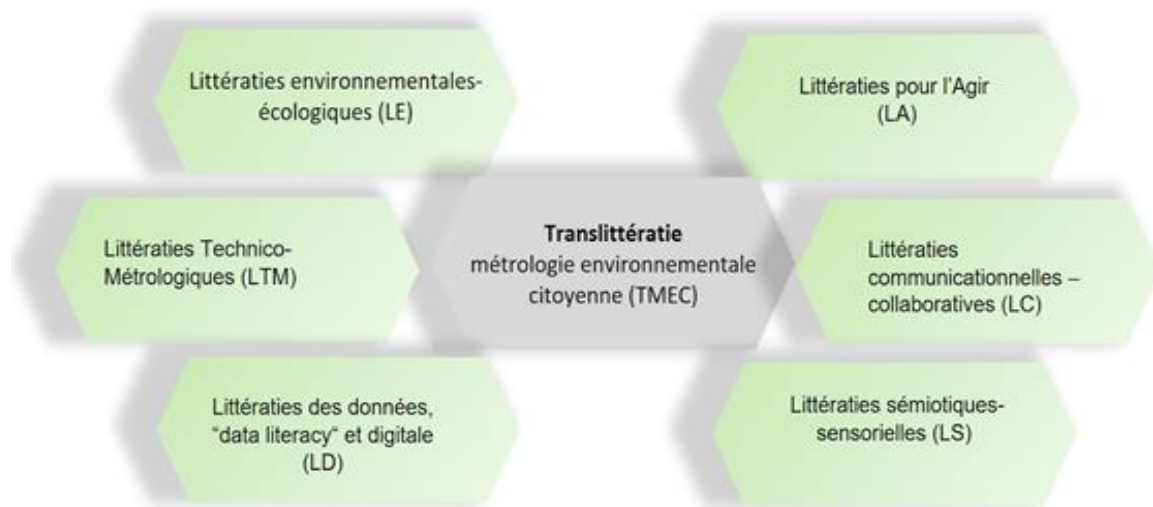 Littératies environnementales-
écologiques (LE)
Littératies pour l’Agir
(LA)
Littératies Technico-
Métrologiques (LTM)
Translittératie
métrologie environnementale
citoyenne (TMEC)
Littératies
communicationnelles –
collaboratives (LC)
Littératies des données,
“data literacy“ et digitale
(LD)
Littératies sémiotiques-
sensorielles (LS)